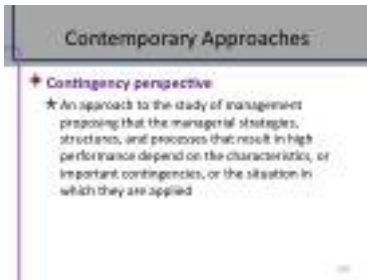 Contemporary Approaches
Contingency perspective
An approach to the study of management
proposing that the managerial strategies,
structures, and processes that result in high
performance depend on the characteristics, or
important contingencies, or the situation in
which they are applied